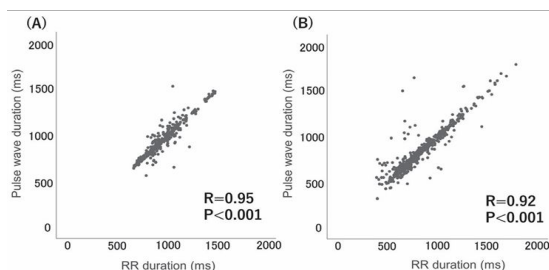 (A)
2000
1500
1000
500
0
Pulse wave duration (ms)
R=0.95
P<0.001
0 500 1000 1500 2000
RR duration (ms)
(B)
2000
1500
1000
500
0
Pulse wave duration (ms)
R=0.92
P<0.001
0 500 1000 1500 2000
RR duration (ms)